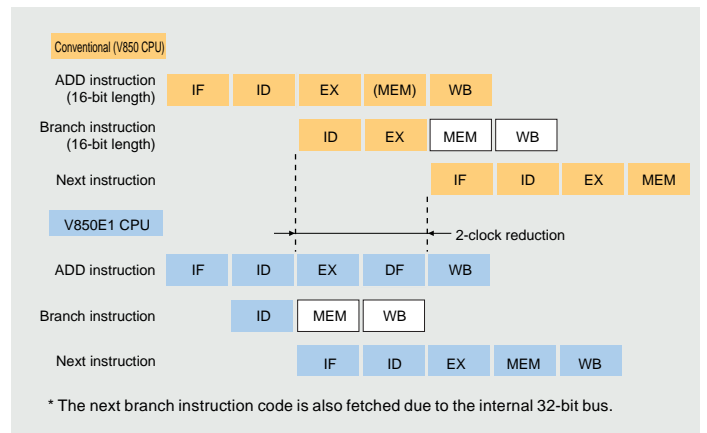 Conventional (V850 CPU)
ADD instruction
(16-bit length)
IF ID EX (MEM) WB
Branch instruction
(16-bit length)
ID EX MEM WB
Next instruction
IF ID EX MEM
V850E1 CPU
2-clock reduction
ADD instruction IF ID EX DF WB
Branch instruction ID MEM WB
Next instruction IF ID EX MEM WB
* The next branch instruction code is also fetched due to the internal 32-bit bus.